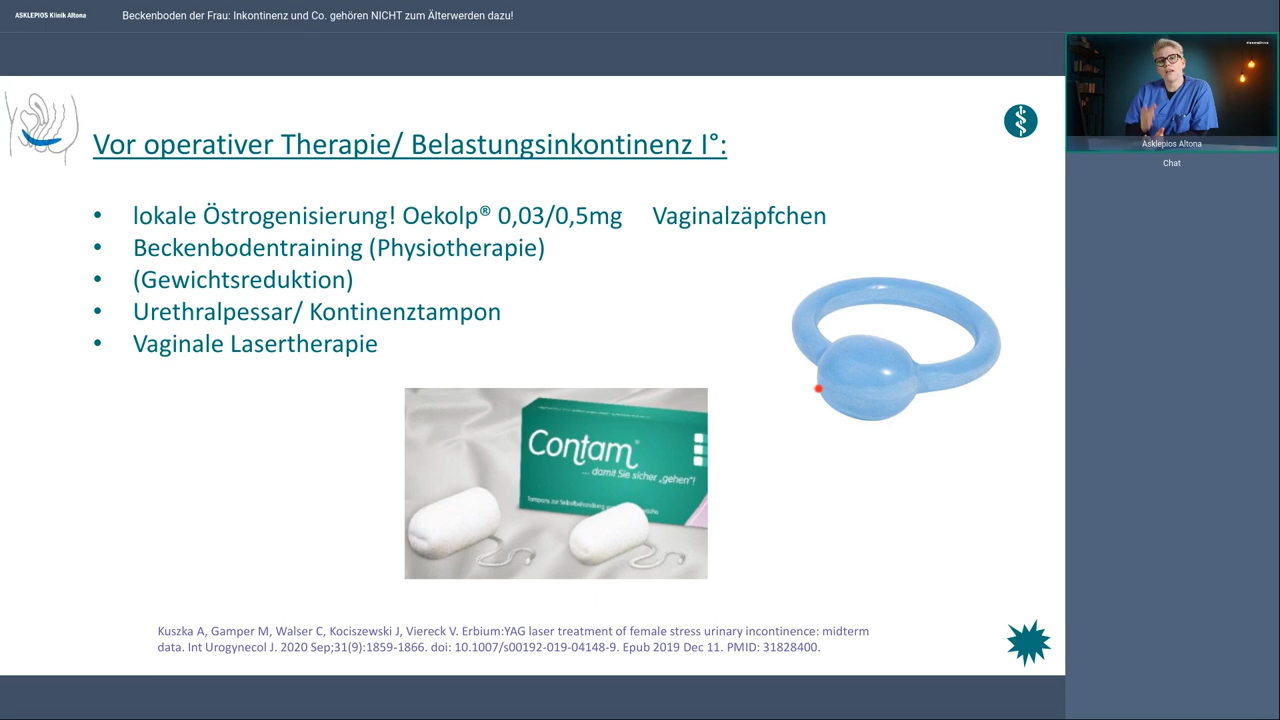 ASKLEPIOS Klinik Altona
Beckenboden der Frau: Inkontinenz und Co. gehören NICHT zum Älterwerden dazu!
Asklepios Altona
Chat
Vor operativer Therapie/ Belastungsinkontinenz I°:
• lokale Östrogenisierung! Oekolp® 0,03/0,5mg Vaginalzäpfchen
• Beckenbodentraining (Physiotherapie)
• (Gewichtsreduktion)
• Urethralpessar/ Kontinenztampon
• Vaginale Lasertherapie
Contam®
... damit Sie sicher „gehen"!
Tampons zur Selbstbehandlung
Kuszka A, Gamper M, Walser C, Kociszewski J, Viereck V. Erbium:YAG laser treatment of female stress urinary incontinence: midterm
data. Int Urogynecol J. 2020 Sep;31(9):1859-1866. doi: 10.1007/s00192-019-04148-9. Epub 2019 Dec 11. PMID: 31828400.